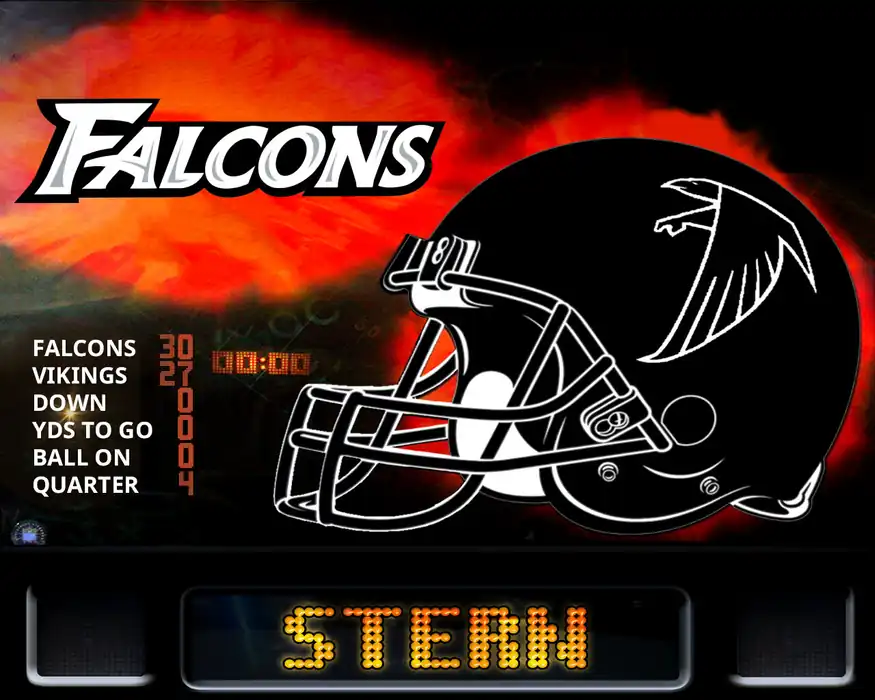 FALCONS
8
FALCONS 30 00:00
VIKINGS 27
DOWN 0
YDS TO GO 0
BALL ON 0
QUARTER 4
STERN